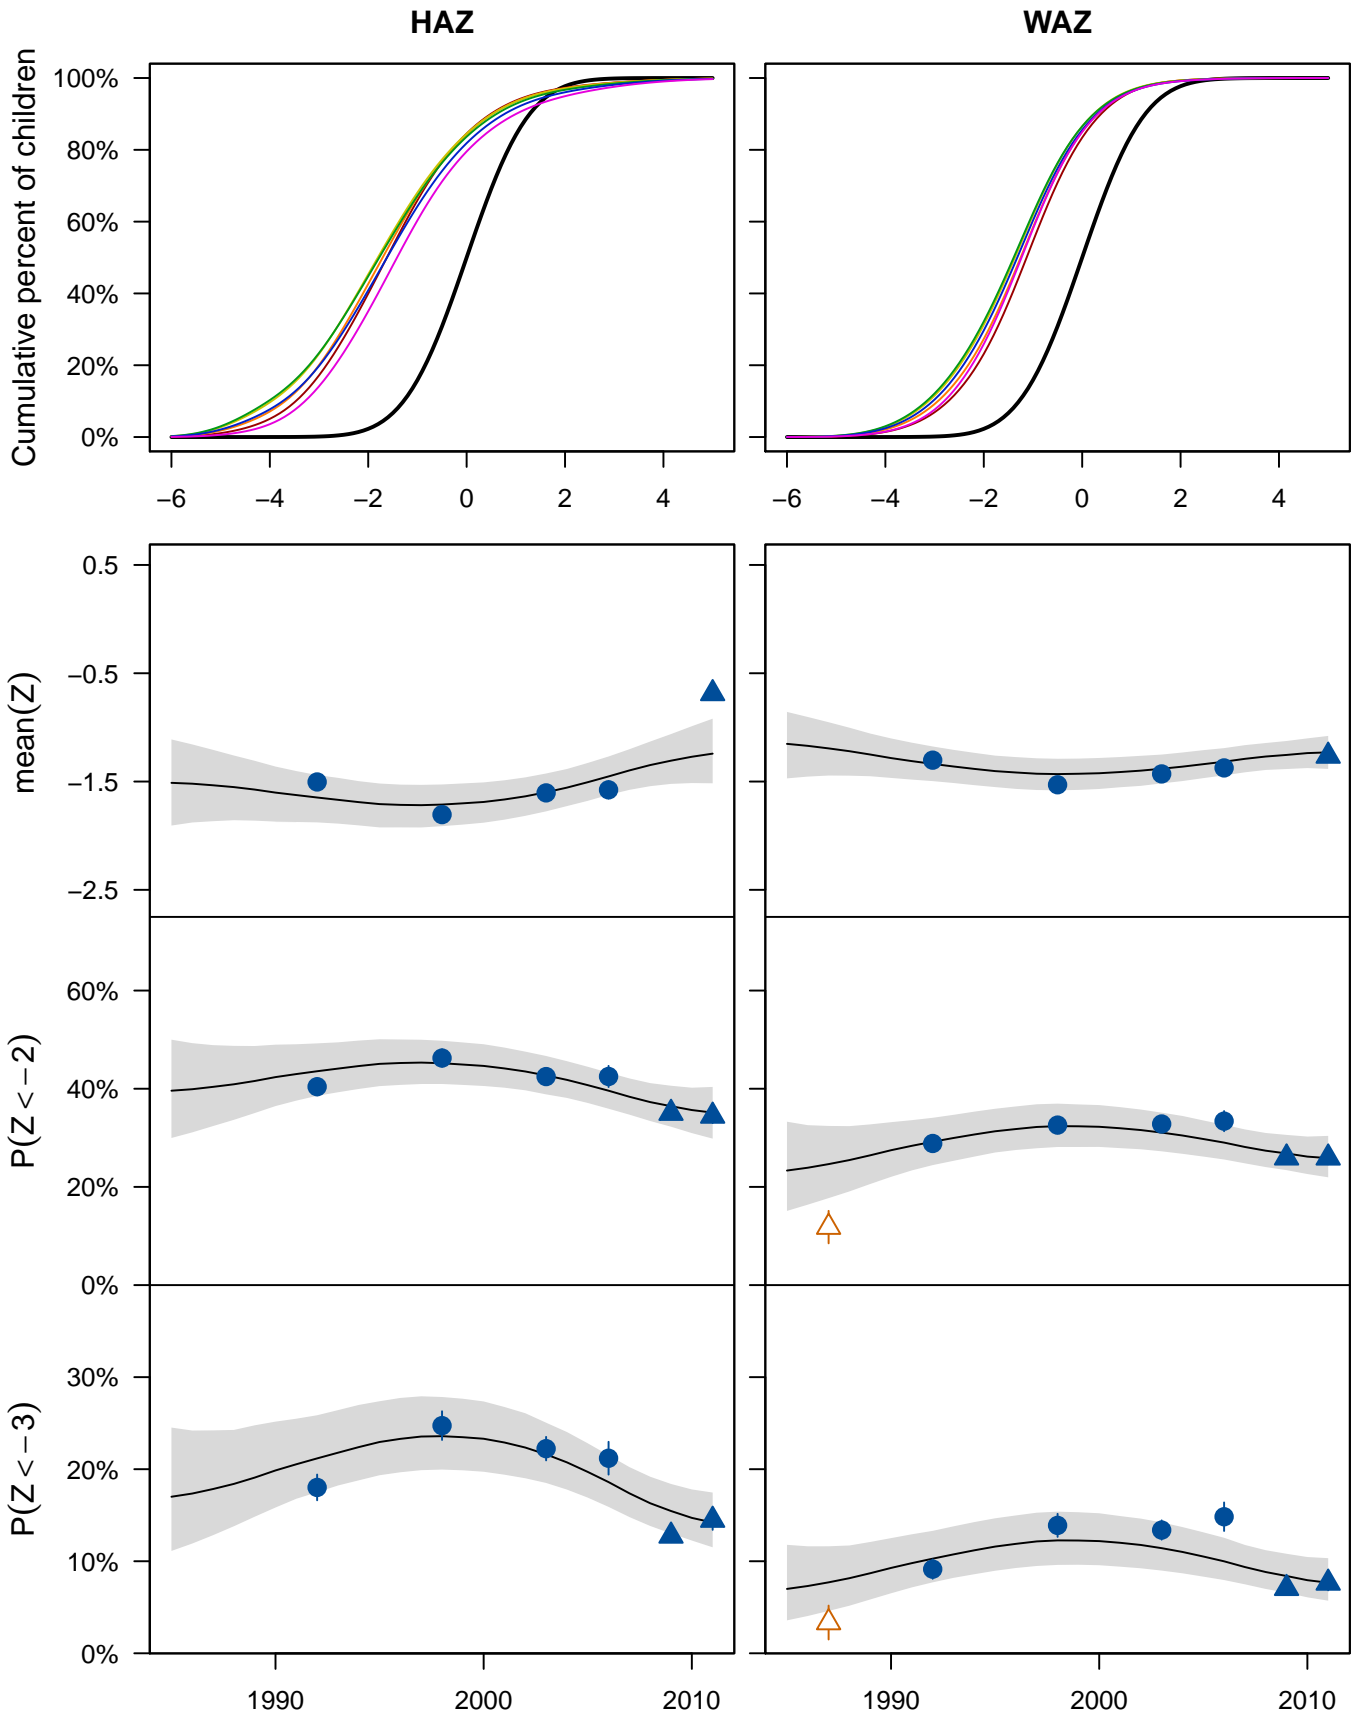 HAZ
WAZ
Cumulative percent of children
100%
80%
60%
40%
20%
0%
−6 −4 −2 0 2 4
−6 −4 −2 0 2 4
mean(Z)
0.5
−0.5
−1.5
−2.5
P(Z < −2)
60%
40%
20%
0%
P(Z < −3)
30%
20%
10%
0%
1990 2000 2010
1990 2000 2010